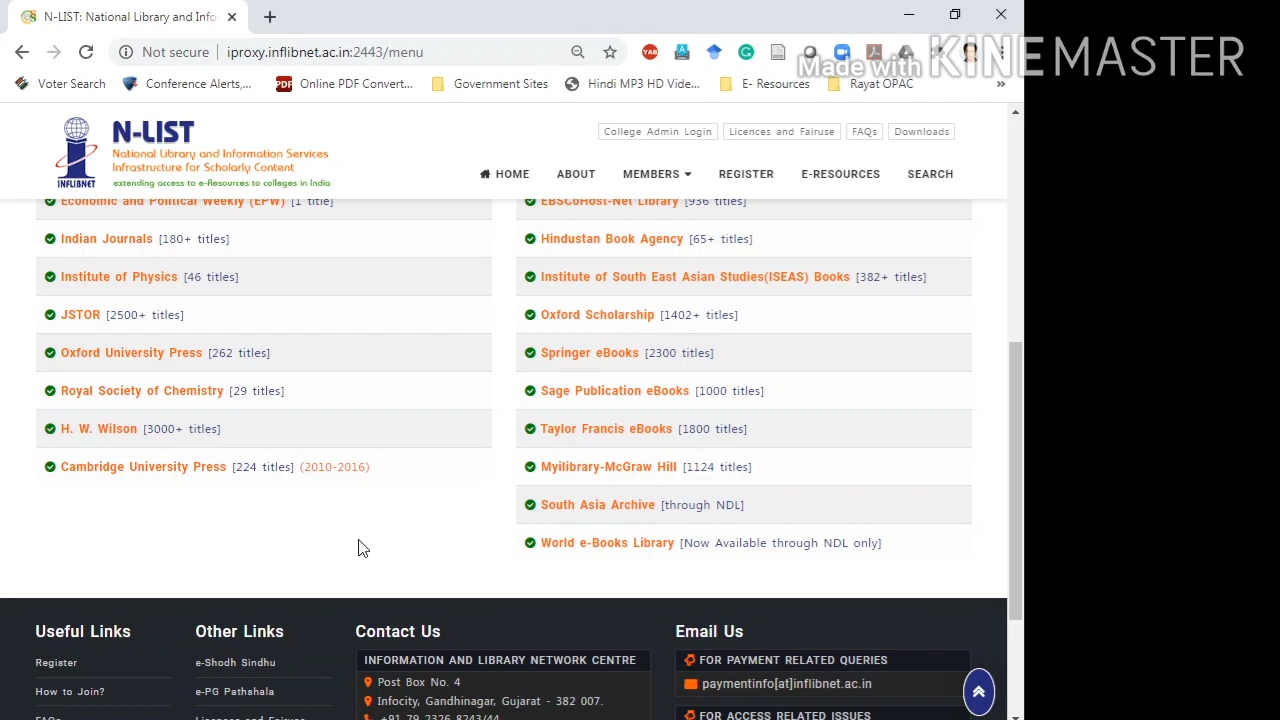 N-LIST: National Library and Info
Not secure
iproxy.inflibnet.ac.in:2443/menu
Made with KINEMASTER
Voter Search
Conference Alerts,...
PDF
Online PDF Convert...
Government Sites
Hindi MP3 HD Vide...
E- Resources
Rayat OPAC
»
INFLIBNET
N-LIST
National Library and Information Services
Infrastructure for Scholarly Content
extending access to e-Resources to colleges in India
College Admin Login
Licences and Fairuse
FAQs
Downloads
HOME
ABOUT
MEMBERS
REGISTER
E-RESOURCES
SEARCH
Economic and Political Weekly (EPW) [1 title]
Indian Journals [180+ titles]
Institute of Physics [46 titles]
JSTOR [2500+ titles]
Oxford University Press [262 titles]
Royal Society of Chemistry [29 titles]
H. W. Wilson [3000+ titles]
Cambridge University Press [224 titles] (2010-2016)
EBSCoHost-Net Library [936 titles]
Hindustan Book Agency [65+ titles]
Institute of South East Asian Studies(ISEAS) Books [382+ titles]
Oxford Scholarship [1402+ titles]
Springer eBooks [2300 titles]
Sage Publication eBooks [1000 titles]
Taylor Francis eBooks [1800 titles]
Myilibrary-McGraw Hill [1124 titles]
South Asia Archive [through NDL]
World e-Books Library [Now Available through NDL only]
Useful Links
Register
How to Join?
FAQs
Other Links
e-Shodh Sindhu
e-PG Pathshala
Licences and Fairuse
Contact Us
INFORMATION AND LIBRARY NETWORK CENTRE
Post Box No. 4
Infocity, Gandhinagar, Gujarat - 382 007.
+91 79 2326 8243/44
Email Us
FOR PAYMENT RELATED QUERIES
paymentinfo[at]inflibnet.ac.in
FOR ACCESS RELATED ISSUES